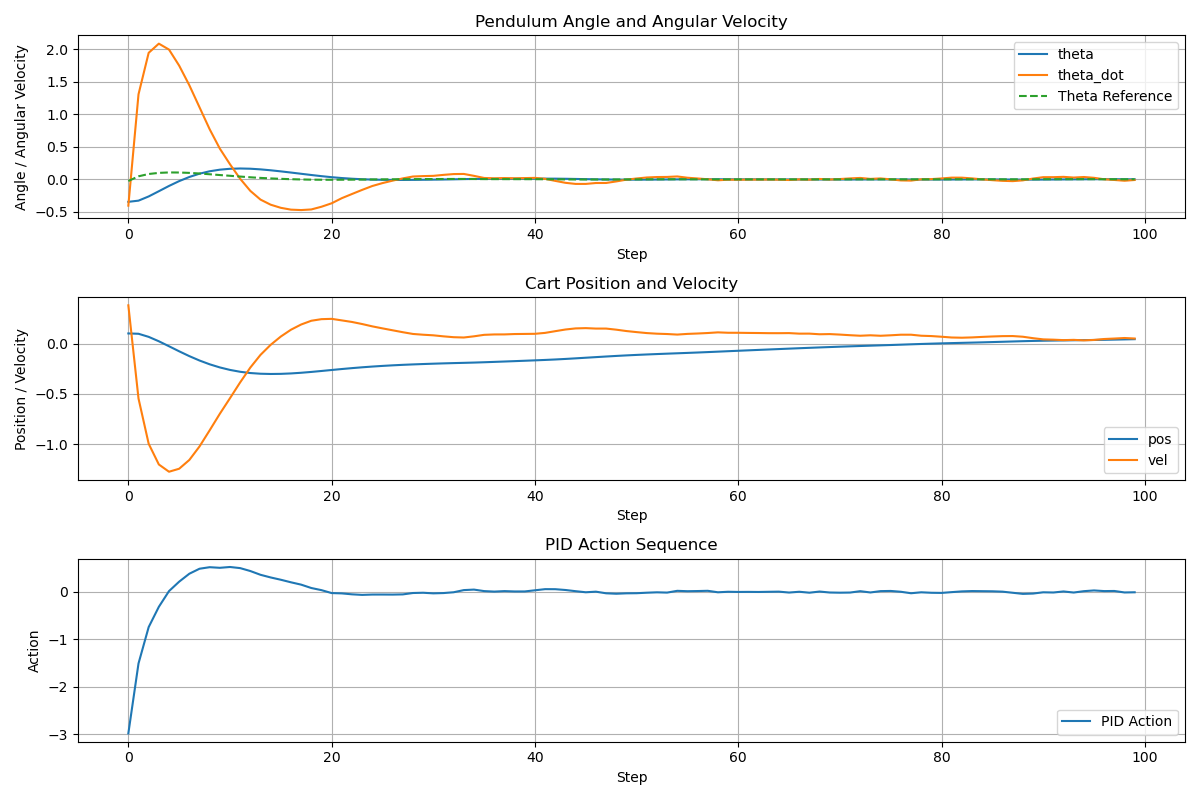 Pendulum Angle and Angular Velocity
Angle / Angular Velocity
2.0
1.5
1.0
0.5
0.0
−0.5
theta
theta_dot
Theta Reference
0 20 40 60 80 100
Step
Cart Position and Velocity
Position / Velocity
0.0
−0.5
−1.0
pos
vel
0 20 40 60 80 100
Step
PID Action Sequence
Action
0
−1
−2
−3
PID Action
0 20 40 60 80 100
Step